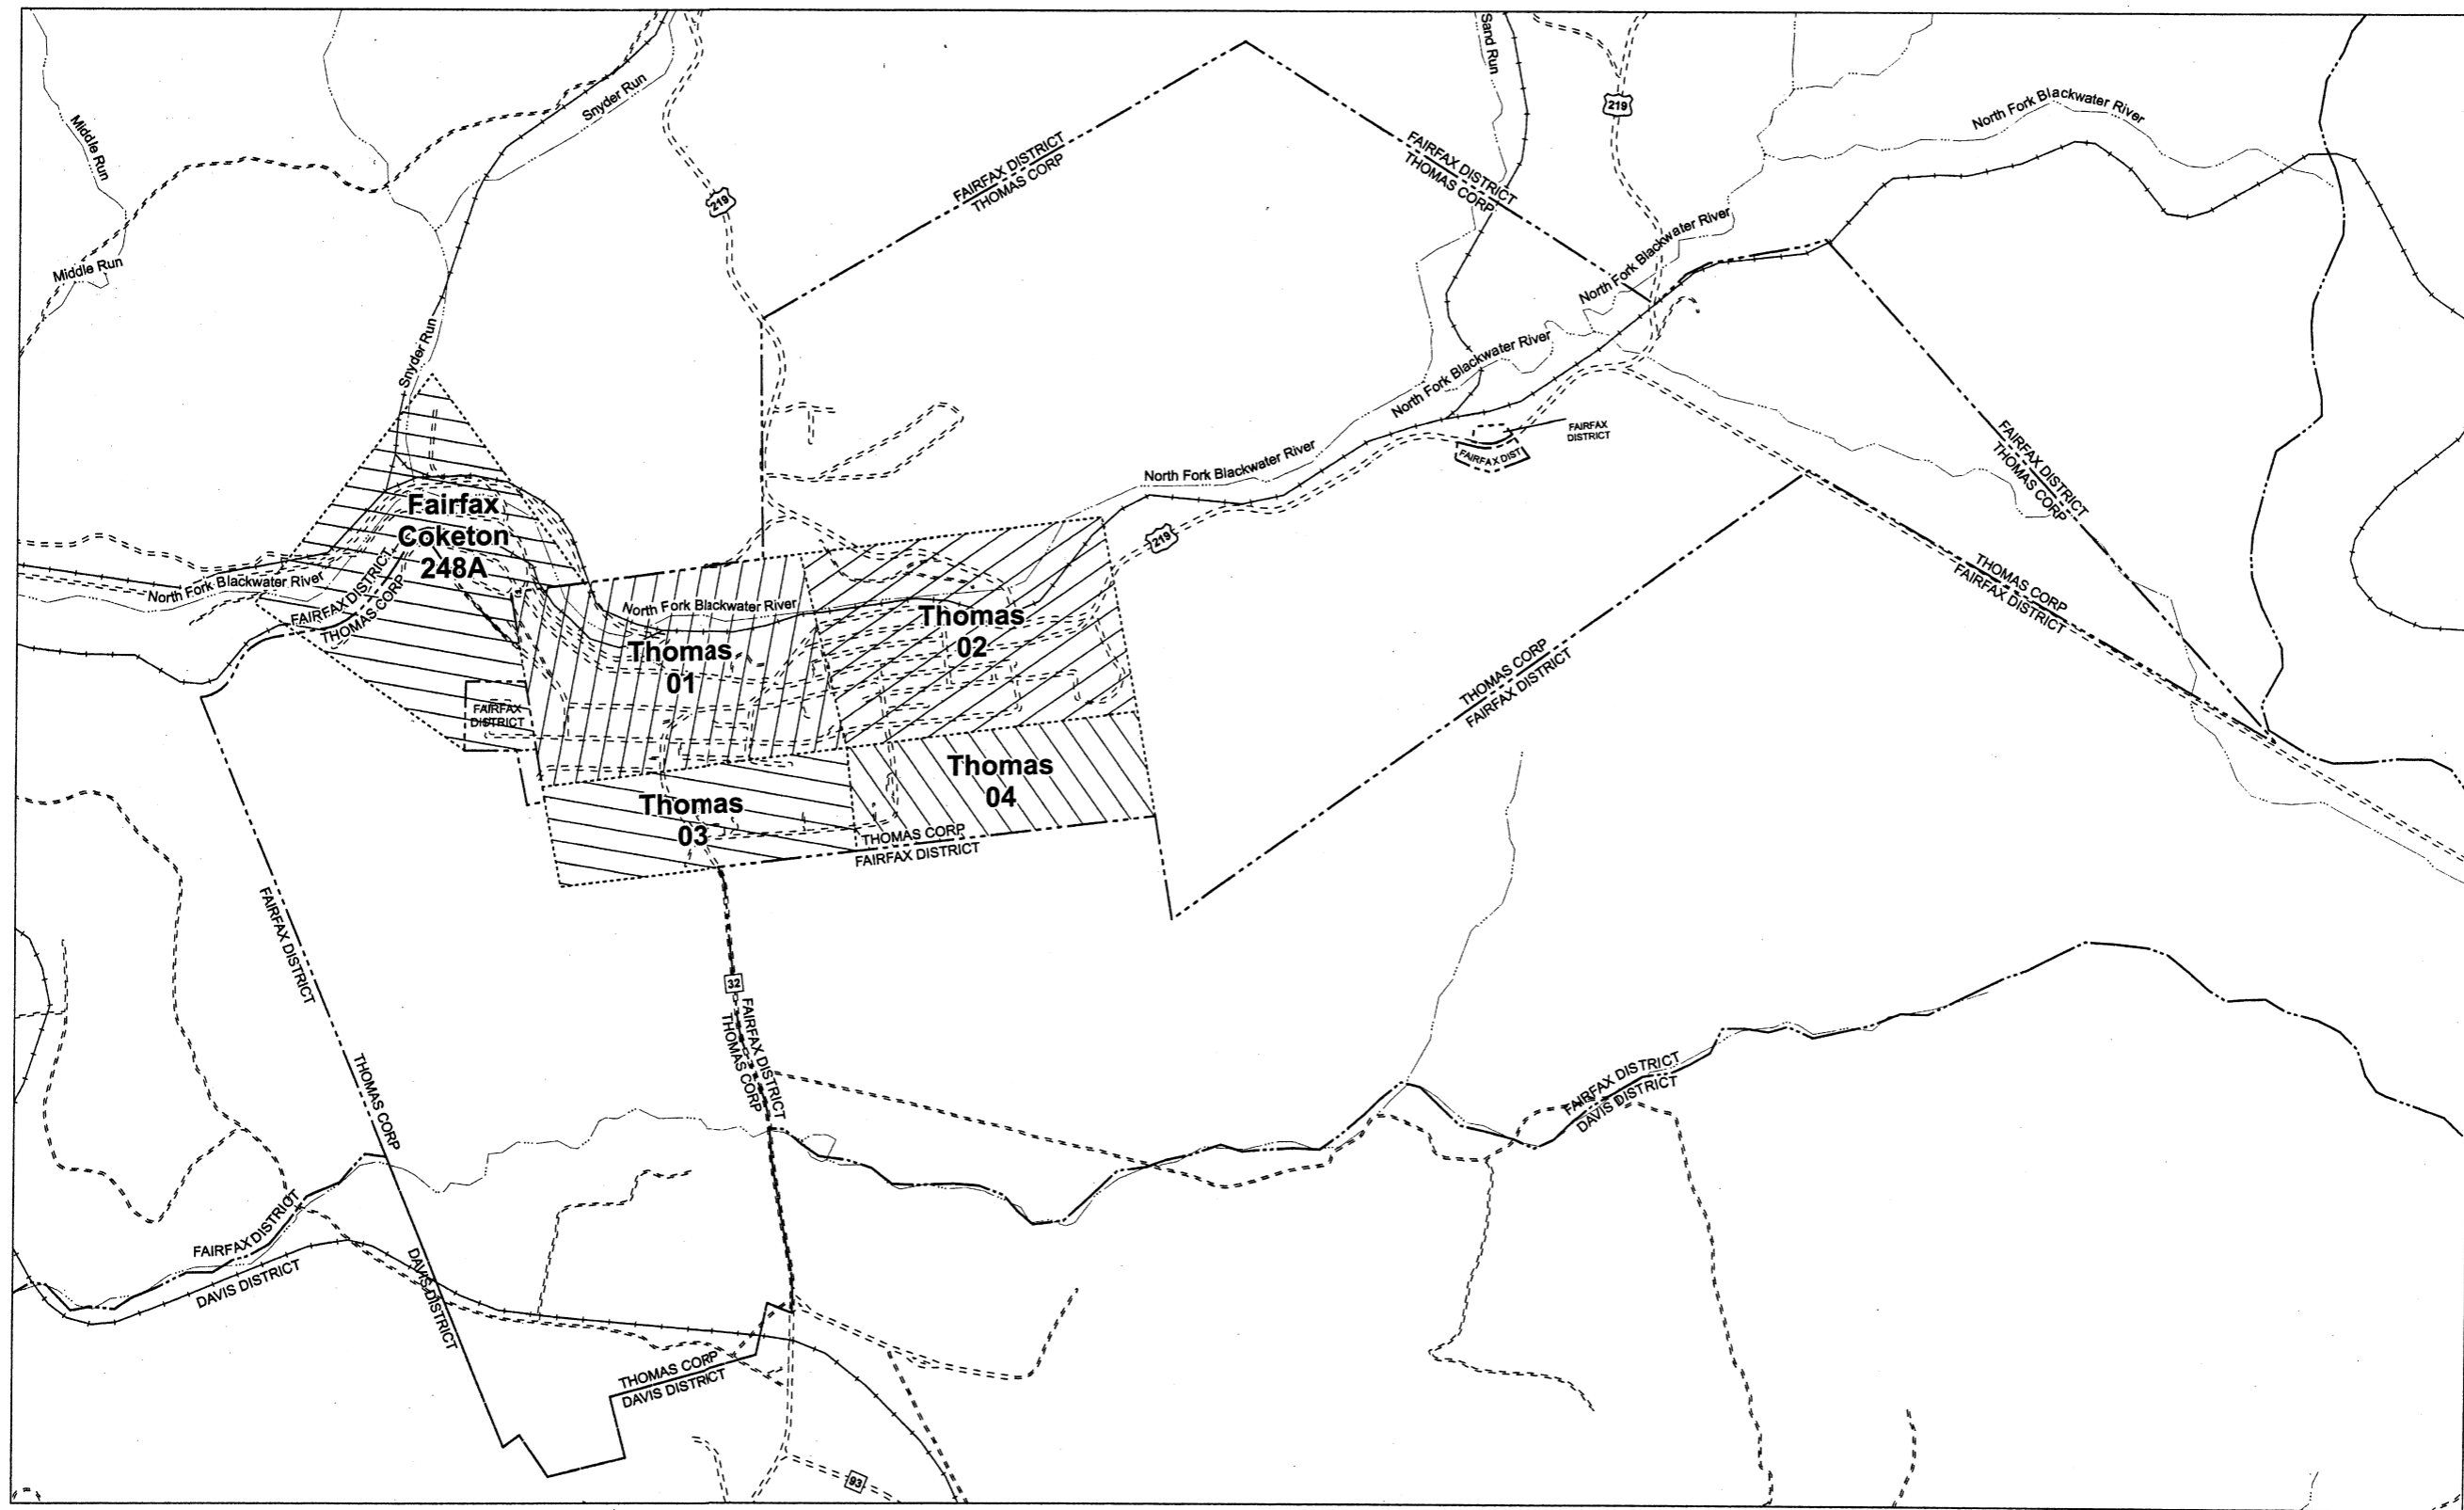 Sand Run
219
Snyder Run
North Fork Blackwater River
Middle Run
FAIRFAX DISTRICT
THOMAS CORP
FAIRFAX DISTRICT
THOMAS CORP
219
North Fork Blackwater River
Middle Run
Snyder Run
North Fork Blackwater River
FAIRFAX
DISTRICT
FAIRFAX DIST
North Fork Blackwater River
FAIRFAX DISTRICT
THOMAS CORP
Fairfax
Coketon
248A
219
North Fork Blackwater River
FAIRFAX DISTRICT
THOMAS CORP
North Fork Blackwater River
THOMAS CORP
FAIRFAX DISTRICT
Thomas
01
Thomas
02
THOMAS CORP
FAIRFAX DISTRICT
FAIRFAX
DISTRICT
Thomas
03
Thomas
04
THOMAS CORP
FAIRFAX DISTRICT
FAIRFAX DISTRICT
THOMAS CORP
32
FAIRFAX DISTRICT
THOMAS CORP
FAIRFAX DISTRICT
DAVIS DISTRICT
FAIRFAX DISTRICT
DAVIS DISTRICT
DAVIS DISTRICT
THOMAS CORP
DAVIS DISTRICT
93